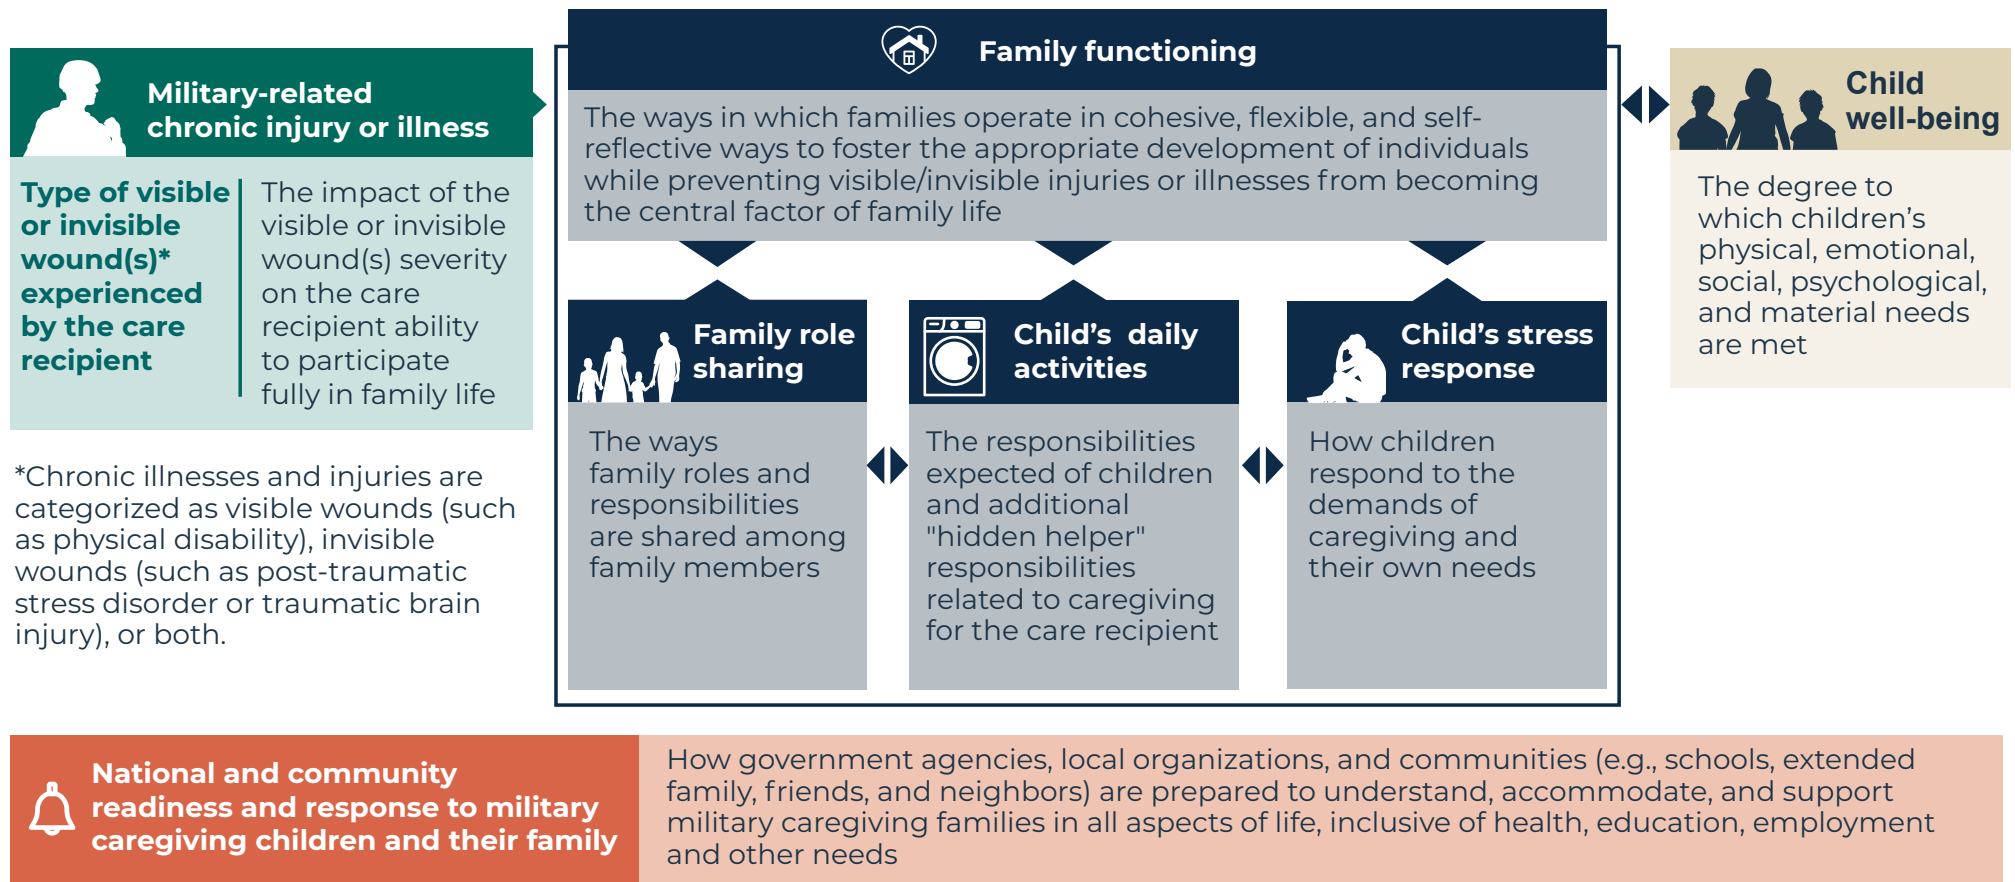 Military-related
chronic injury or illness
Type of visible
or invisible
wound(s)*
experienced
by the care
recipient
The impact of the
visible or invisible
wound(s) severity
on the care
recipient ability
to participate
fully in family life
*Chronic illnesses and injuries are
categorized as visible wounds (such
as physical disability), invisible
wounds (such as post-traumatic
stress disorder or traumatic brain
injury), or both.
Family functioning
The ways in which families operate in cohesive, flexible, and self-
reflective ways to foster the appropriate development of individuals
while preventing visible/invisible injuries or illnesses from becoming
the central factor of family life
Family role
sharing
The ways
family roles and
responsibilities
are shared among
family members
Child’s daily
activities
The responsibilities
expected of children
and additional
"hidden helper"
responsibilities
related to caregiving
for the care recipient
Child’s stress
response
How children
respond to the
demands of
caregiving and
their own needs
Child
well-being
The degree to
which children’s
physical, emotional,
social, psychological,
and material needs
are met
National and community
readiness and response to military
caregiving children and their family
How government agencies, local organizations, and communities (e.g., schools, extended
family, friends, and neighbors) are prepared to understand, accommodate, and support
military caregiving families in all aspects of life, inclusive of health, education, employment
and other needs